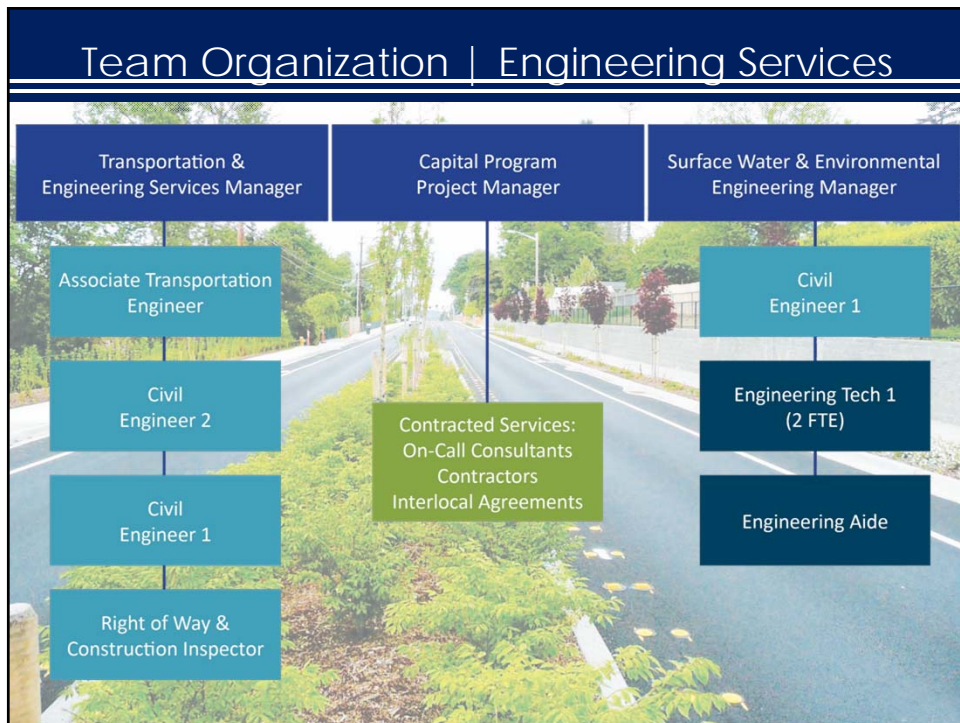 Team Organization | Engineering Services
Transportation &
Engineering Services Manager
Associate Transportation
Engineer
Civil
Engineer 2
Civil
Engineer 1
Right of Way &
Construction Inspector
Capital Program
Project Manager
Contracted Services:
On-Call Consultants
Contractors
Interlocal Agreements
Surface Water & Environmental
Engineering Manager
Civil
Engineer 1
Engineering Tech 1
(2 FTE)
Engineering Aide